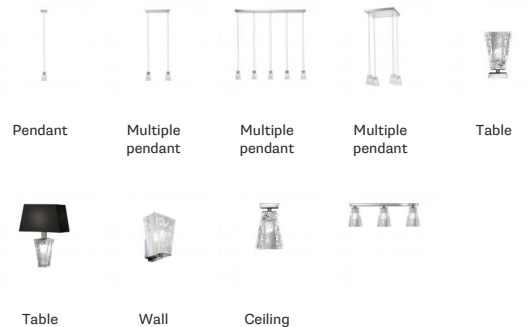 Pendant
Multiple
pendant
Multiple
pendant
Multiple
pendant
Table
Table
Wall
Ceiling